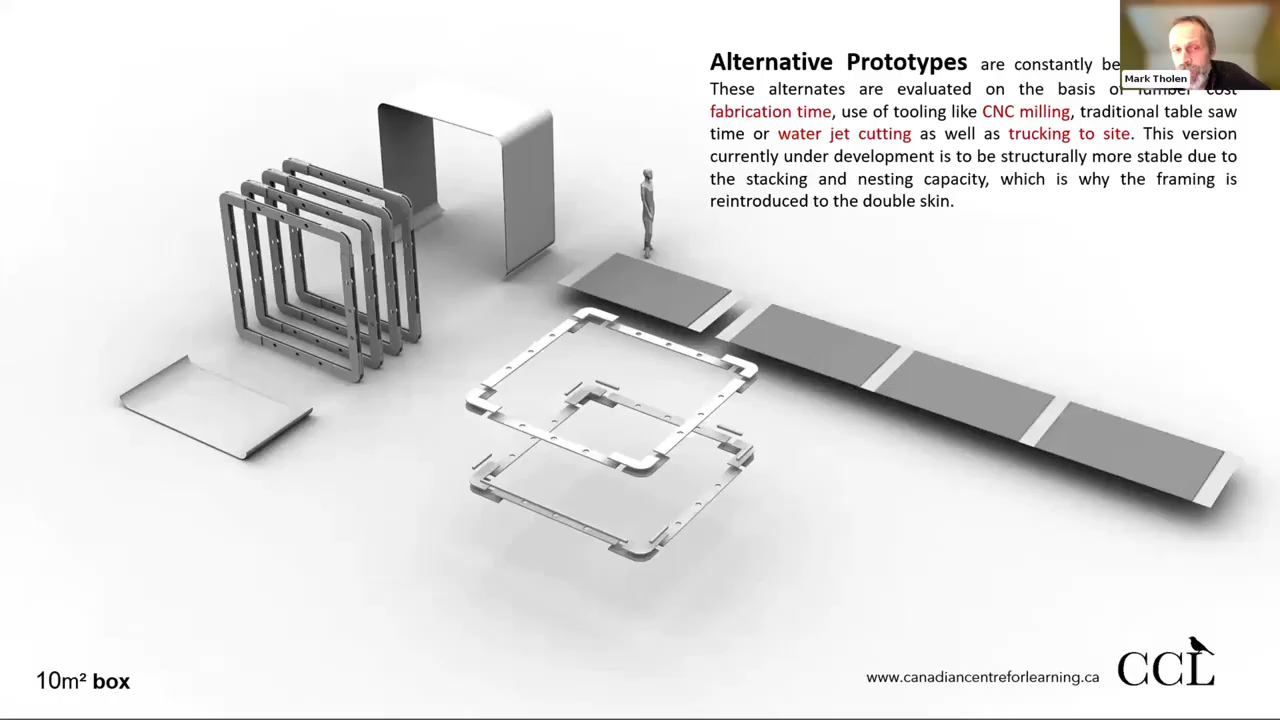 Alternative Prototypes are constantly be
Mark Tholen
These alternates are evaluated on the basis of lumber cost
fabrication time, use of tooling like CNC milling, traditional table saw
time or water jet cutting as well as trucking to site. This version
currently under development is to be structurally more stable due to
the stacking and nesting capacity, which is why the framing is
reintroduced to the double skin.
10m² box
www.canadiancentreforlearning.ca
CCL